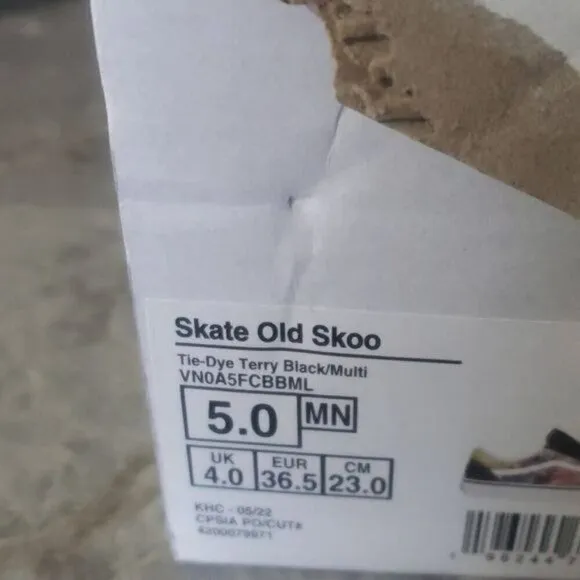 Skate Old Skoo
Tie-Dye Terry Black/Multi
VN0A5FCBBML
5.0 MN
UK EUR CM
4.0 36.5 23.0
KHC - 05/22
CPSIA PO/CUT#
4200079871